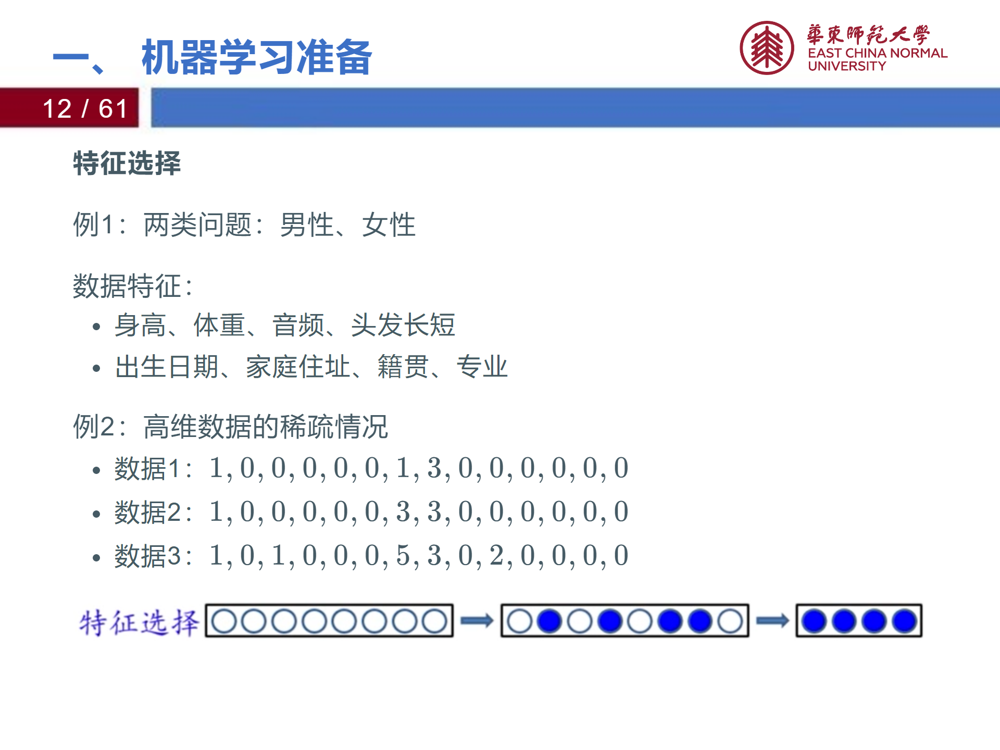 一、 机器学习准备
華東師範大學
EAST CHINA NORMAL
UNIVERSITY
12 / 61
特征选择
例1：两类问题：男性、女性
数据特征：
• 身高、体重、音频、头发长短
• 出生日期、家庭住址、籍贯、专业
例2：高维数据的稀疏情况
• 数据1：1, 0, 0, 0, 0, 0, 1, 3, 0, 0, 0, 0, 0, 0
• 数据2：1, 0, 0, 0, 0, 0, 3, 3, 0, 0, 0, 0, 0, 0
• 数据3：1, 0, 1, 0, 0, 0, 5, 3, 0, 2, 0, 0, 0, 0
特征选择